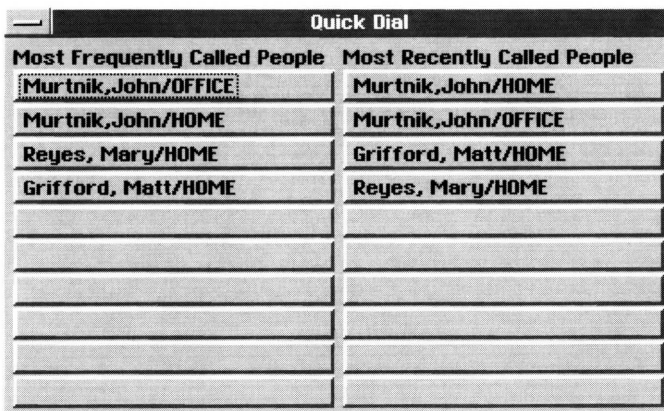 Quick Dial
Most Frequently Called People
Murtnik,John/OFFICE
Murtnik,John/HOME
Reyes, Mary/HOME
Grifford, Matt/HOME
Most Recently Called People
Murtnik,John/HOME
Murtnik,John/OFFICE
Grifford, Matt/HOME
Reyes, Mary/HOME